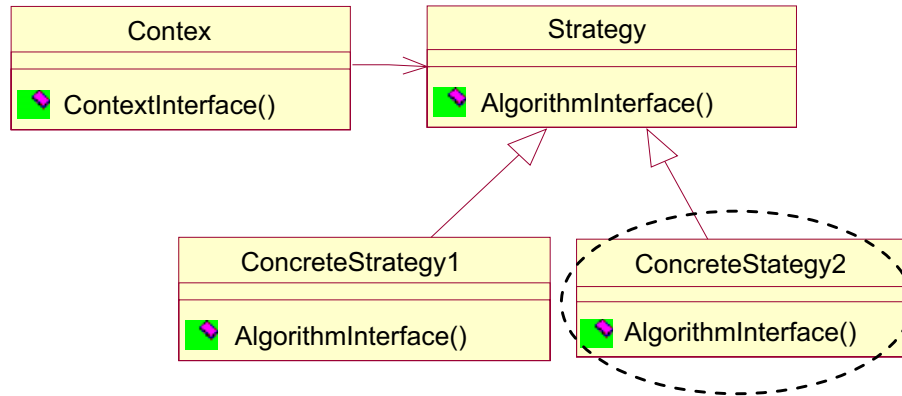 Contex
ContextInterface()
Strategy
AlgorithmInterface()
ConcreteStrategy1
AlgorithmInterface()
ConcreteStategy2
AlgorithmInterface()